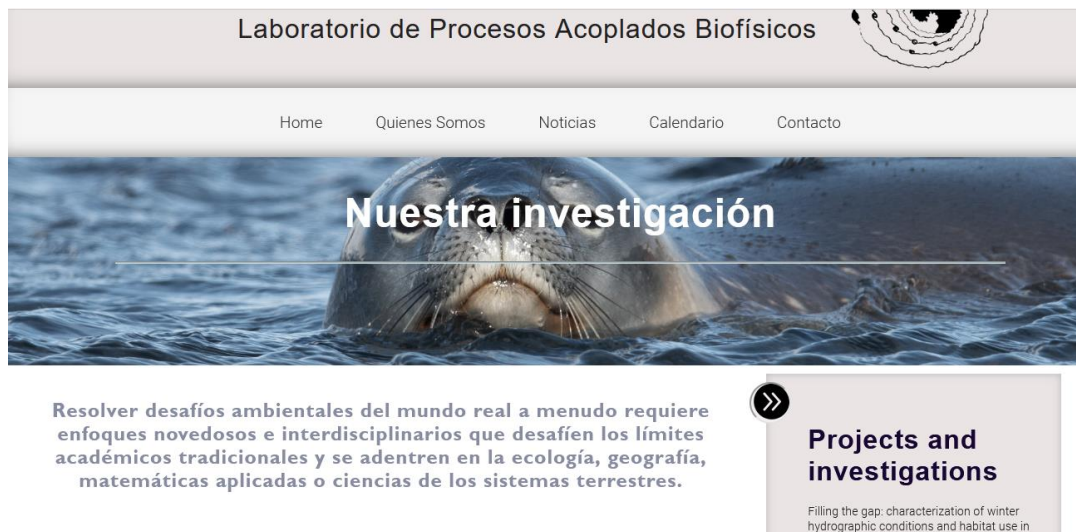 Laboratorio de Procesos Acoplados Biofísicos
Home Quienes Somos Noticias Calendario Contacto
Nuestra investigación
Resolver desafíos ambientales del mundo real a menudo requiere
enfoques novedosos e interdisciplinarios que desafíen los límites
académicos tradicionales y se adentren en la ecología, geografía,
matemáticas aplicadas o ciencias de los sistemas terrestres.
Projects and
investigations
Filling the gap: characterization of winter
hydrographic conditions and habitat use in